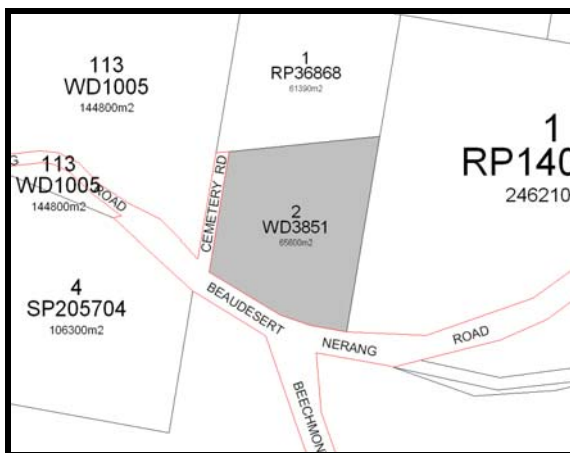 113
WD1005
144800m2
1
RP36868
61390m2
1
RP140
246210
G
113
WD1005
144800m2
ROAD
CEMETERY RD
2
WD3851
65600m2
4
SP205704
106300m2
BEAUDESERT
NERANG
ROAD
BEECHMON